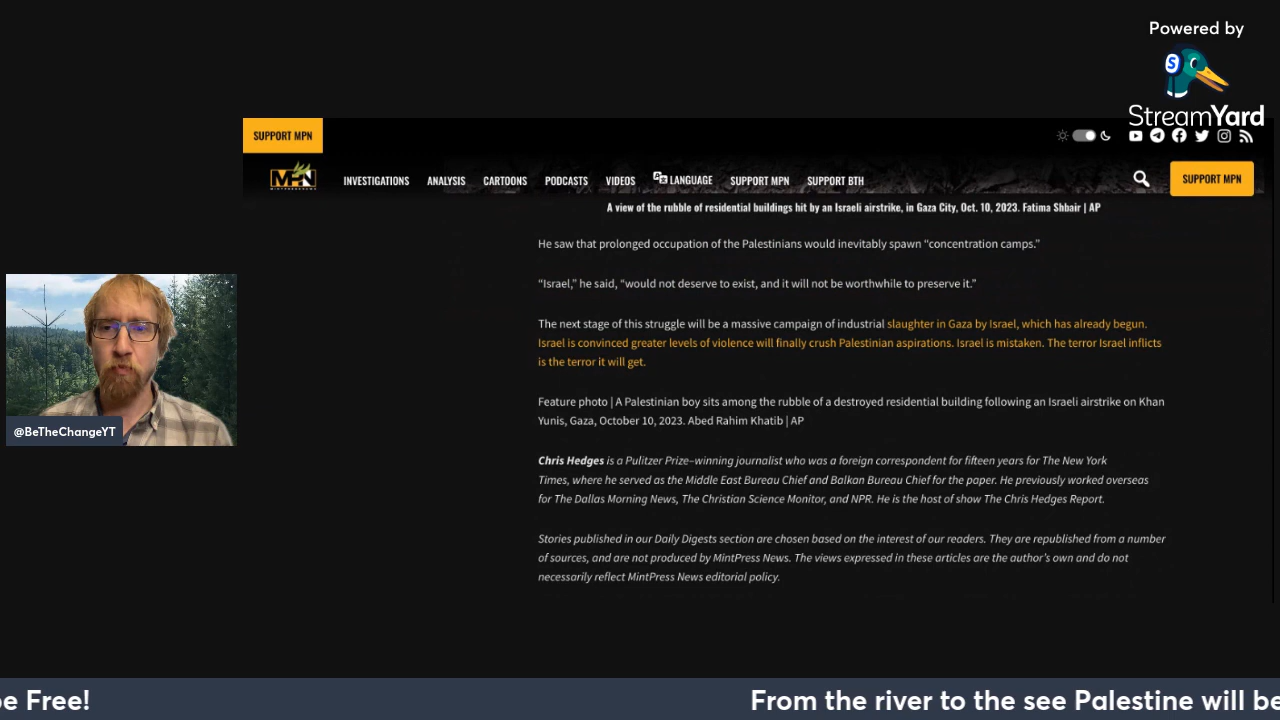 Powered by
StreamYard
SUPPORT MPN
MPN
INVESTIGATIONS ANALYSIS CARTOONS PODCASTS VIDEOS LANGUAGE SUPPORT MPN SUPPORT BTH
SUPPORT MPN
A view of the rubble of residential buildings hit by an Israeli airstrike, in Gaza City, Oct. 10, 2023. Fatima Shbair | AP
He saw that prolonged occupation of the Palestinians would inevitably spawn “concentration camps.”
“Israel,” he said, “would not deserve to exist, and it will not be worthwhile to preserve it.”
The next stage of this struggle will be a massive campaign of industrial slaughter in Gaza by Israel, which has already begun.
Israel is convinced greater levels of violence will finally crush Palestinian aspirations. Israel is mistaken. The terror Israel inflicts
is the terror it will get.
Feature photo | A Palestinian boy sits among the rubble of a destroyed residential building following an Israeli airstrike on Khan
Yunis, Gaza, October 10, 2023. Abed Rahim Khatib | AP
Chris Hedges is a Pulitzer Prize–winning journalist who was a foreign correspondent for fifteen years for The New York
Times, where he served as the Middle East Bureau Chief and Balkan Bureau Chief for the paper. He previously worked overseas
for The Dallas Morning News, The Christian Science Monitor, and NPR. He is the host of show The Chris Hedges Report.
Stories published in our Daily Digests section are chosen based on the interest of our readers. They are republished from a number
of sources, and are not produced by MintPress News. The views expressed in these articles are the author’s own and do not
necessarily reflect MintPress News editorial policy.
@BeTheChangeYT
be Free! From the river to the see Palestine will be